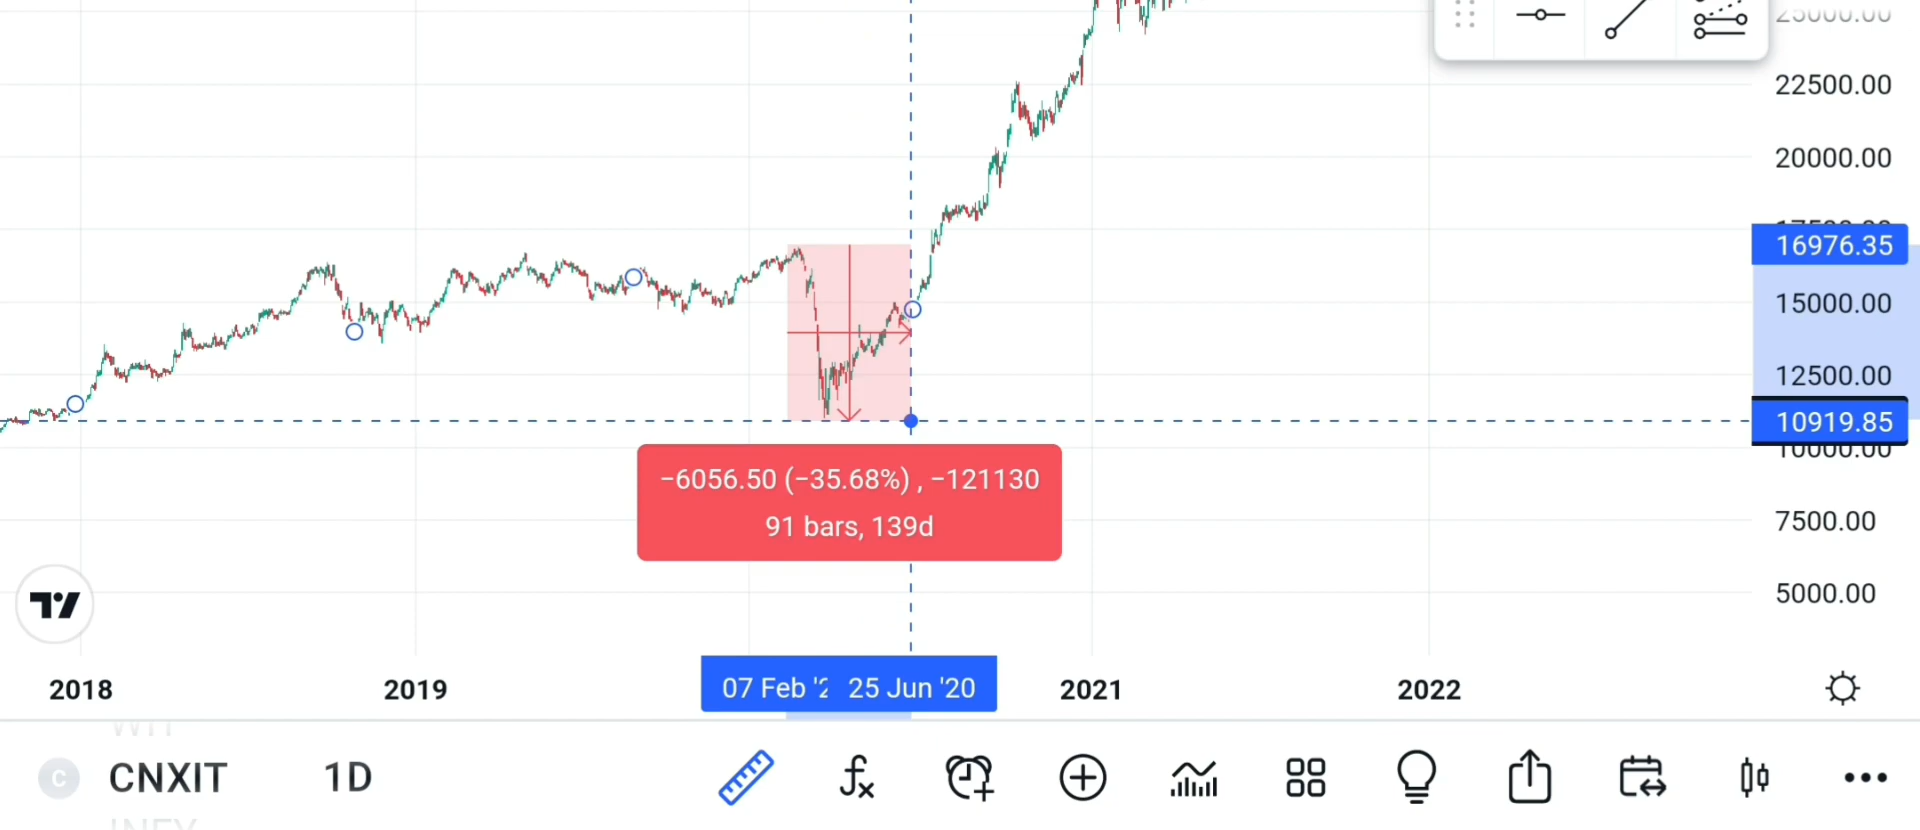 25000.00
22500.00
20000.00
17500.00
16976.35
15000.00
12500.00
10919.85
10000.00
7500.00
5000.00
−6056.50 (−35.68%) , −121130
91 bars, 139d
2018
2019
07 Feb '2
25 Jun '20
2021
2022
C
CNXIT
1D